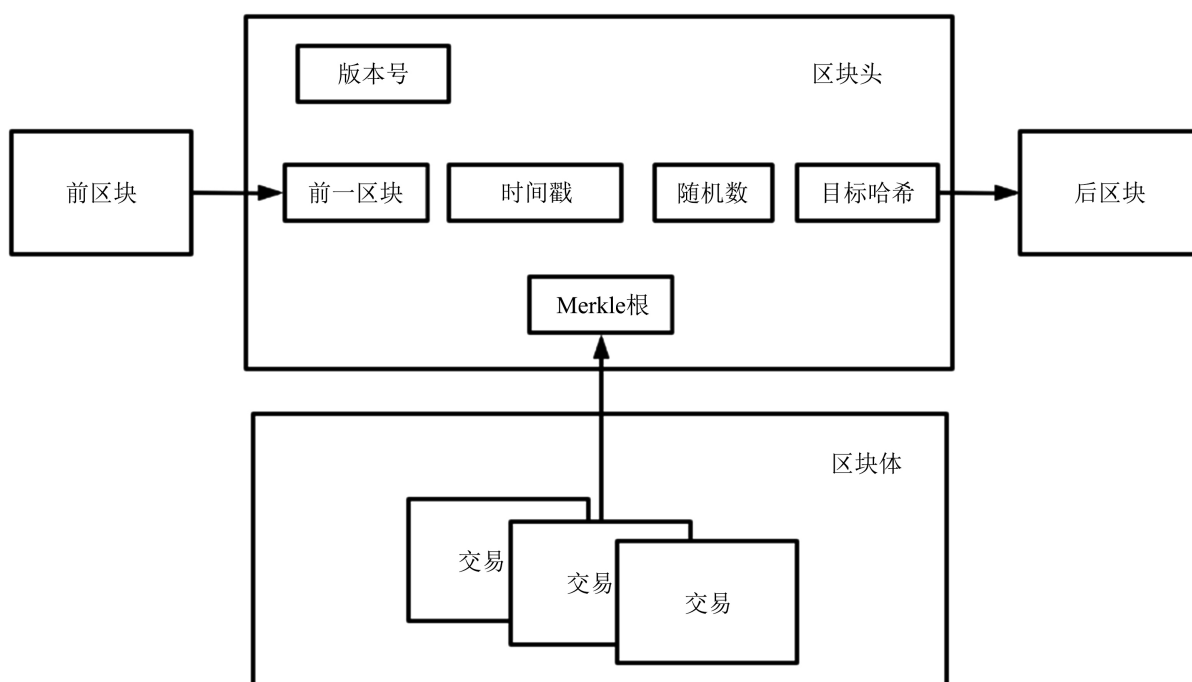 版本号
区块头
前区块
前一区块
时间戳
随机数
目标哈希
后区块
Merkle根
区块体
交易
交易
交易